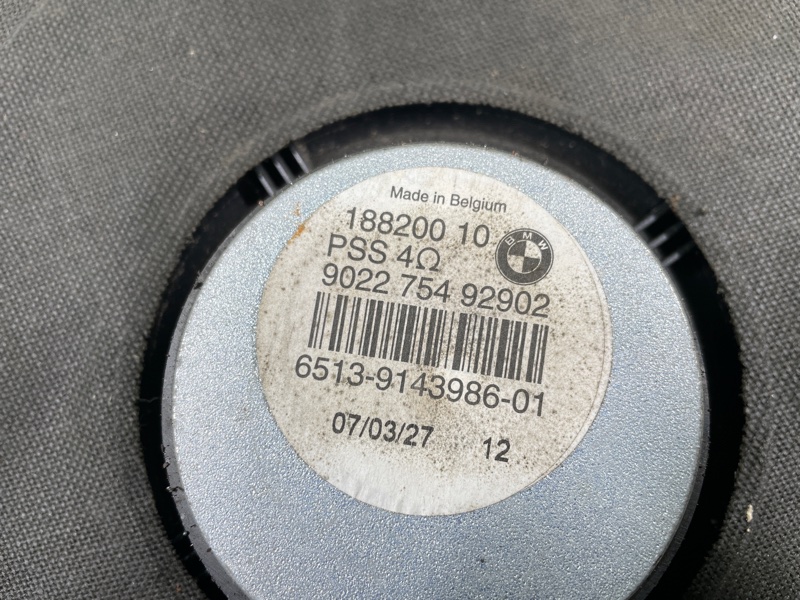 Made in Belgium
188200 10
BMW
PSS 4Ω
9022 754 92902
6513-9143986-01
07/03/27 12